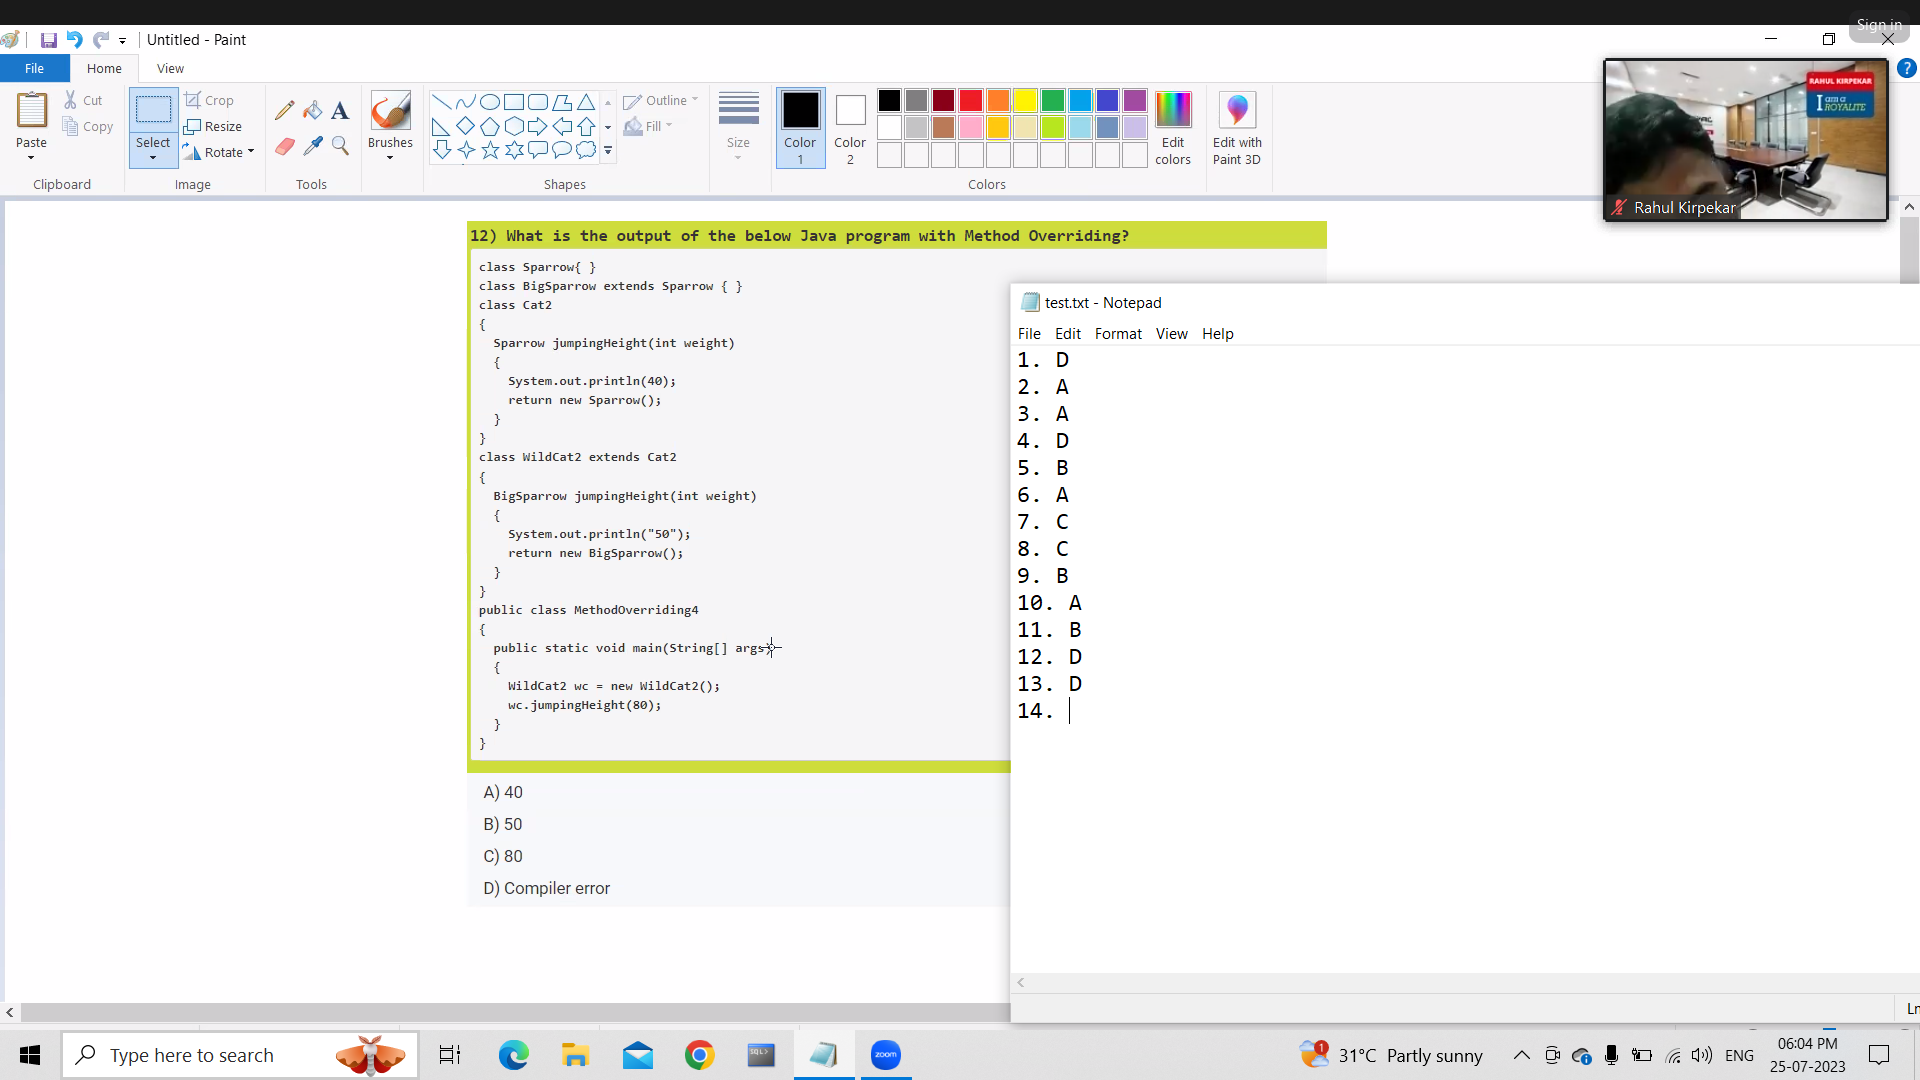 Sign in
Untitled - Paint
File Home View
Paste
Cut
Copy
Clipboard
Select
Crop
Resize
Rotate
Image
A
Tools
Brushes
Shapes
Outline
Fill
Size
Color 1
Color 2
Colors
Edit colors
Edit with Paint 3D
RAHUL KIRPEKAR
I am a
ROYALITE
Rahul Kirpekar
12) What is the output of the below Java program with Method Overriding?
class Sparrow{ }
class BigSparrow extends Sparrow { }
class Cat2
{
Sparrow jumpingHeight(int weight)
{
System.out.println(40);
return new Sparrow();
}
}
class WildCat2 extends Cat2
{
BigSparrow jumpingHeight(int weight)
{
System.out.println("50");
return new BigSparrow();
}
}
public class MethodOverriding4
{
public static void main(String[] args)
{
WildCat2 wc = new WildCat2();
wc.jumpingHeight(80);
}
}
A) 40
B) 50
C) 80
D) Compiler error
test.txt - Notepad
File Edit Format View Help
1. D
2. A
3. A
4. D
5. B
6. A
7. C
8. C
9. B
10. A
11. B
12. D
13. D
14.
Ln
Type here to search
SQL>
zoom
1
31°C Partly sunny
ENG
06:04 PM
25-07-2023